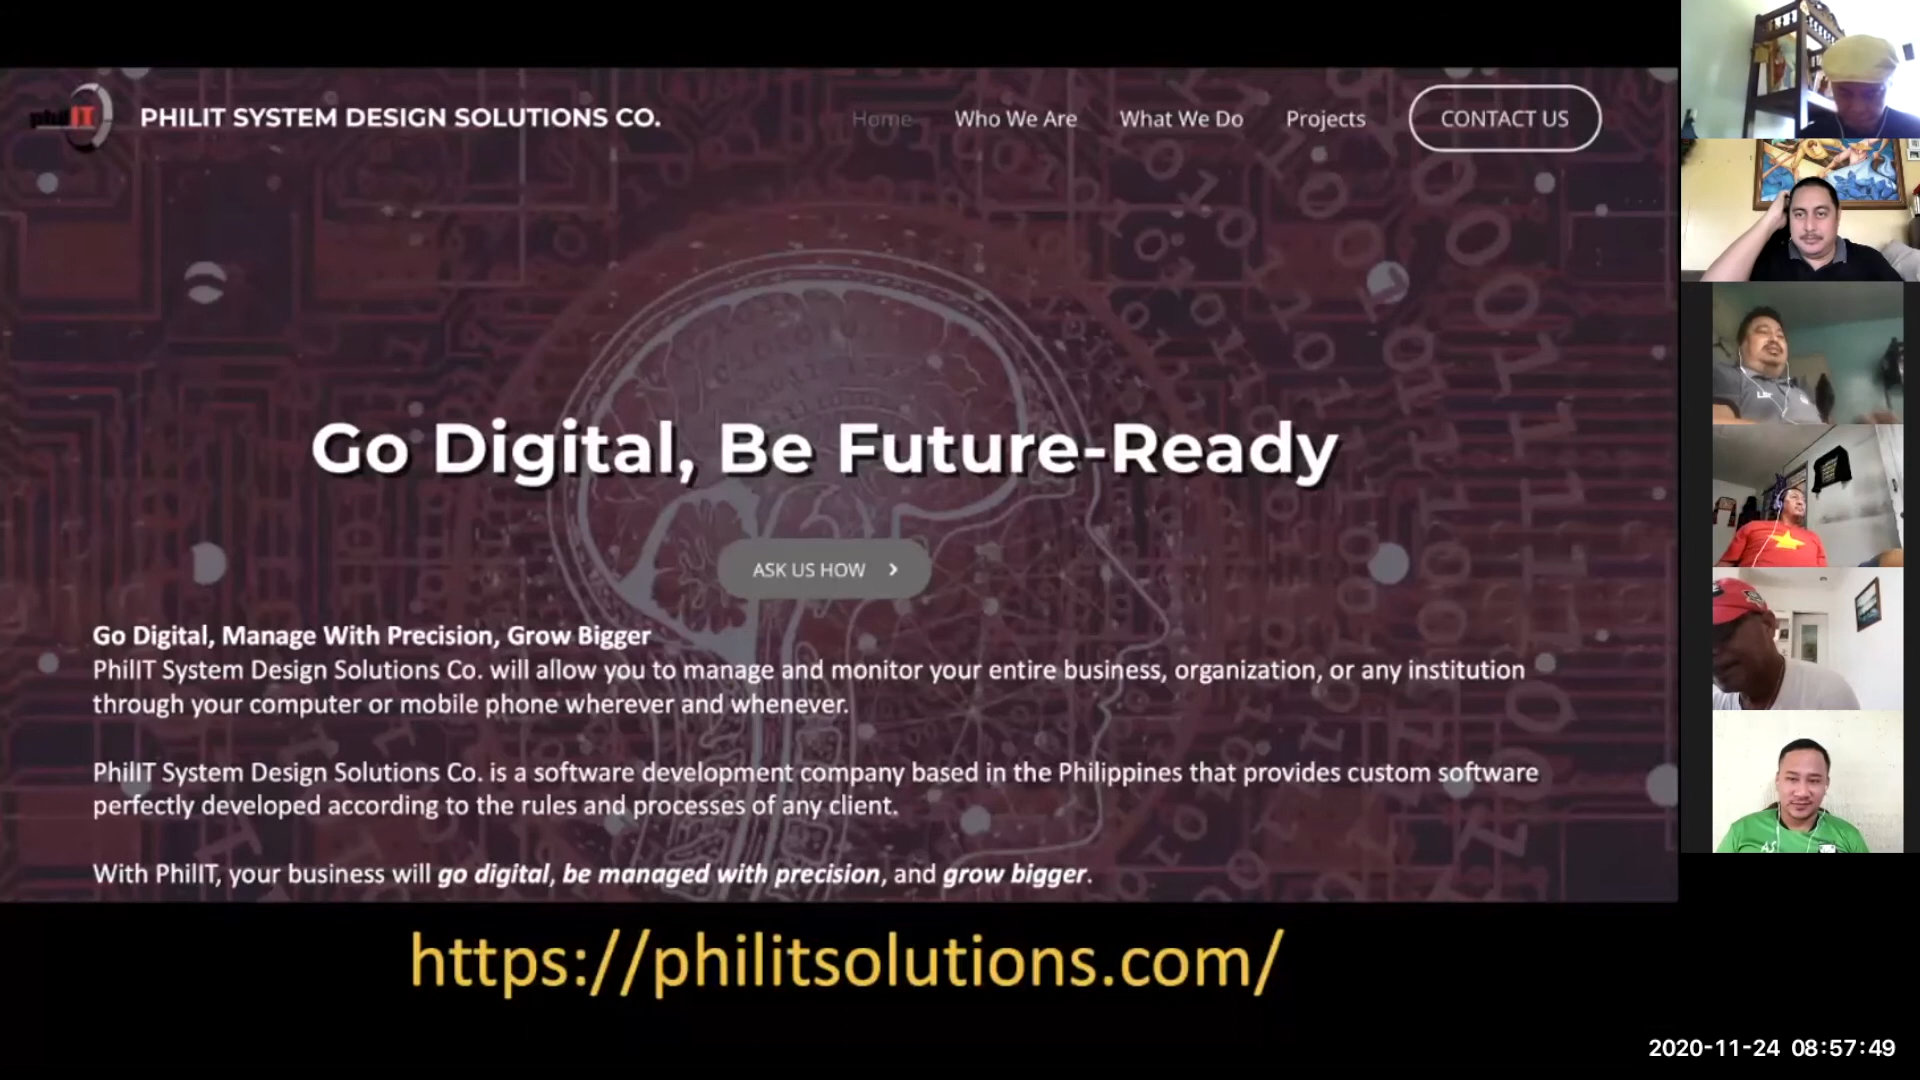 philIT
PHILIT SYSTEM DESIGN SOLUTIONS CO.
Home
Who We Are
What We Do
Projects
CONTACT US
Go Digital, Be Future-Ready
ASK US HOW
Go Digital, Manage With Precision, Grow Bigger
PhilIT System Design Solutions Co. will allow you to manage and monitor your entire business, organization, or any institution
through your computer or mobile phone wherever and whenever.
PhilIT System Design Solutions Co. is a software development company based in the Philippines that provides custom software
perfectly developed according to the rules and processes of any client.
With PhilIT, your business will go digital, be managed with precision, and grow bigger.
https://philitsolutions.com/
2020-11-24 08:57:49